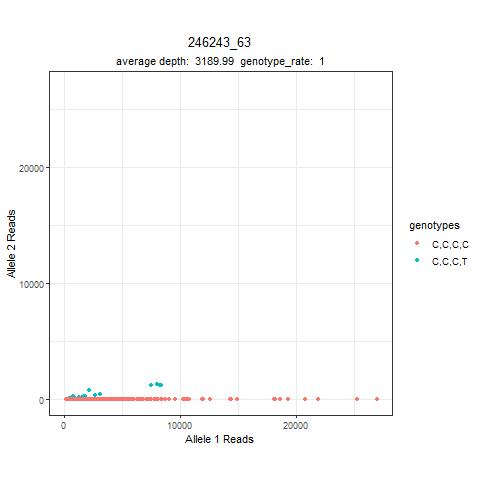 246243_63
average depth: 3189.99 genotype_rate: 1
20000
10000
0
Allele 2 Reads
0 10000 20000
Allele 1 Reads
genotypes
C,C,C,C
C,C,C,T